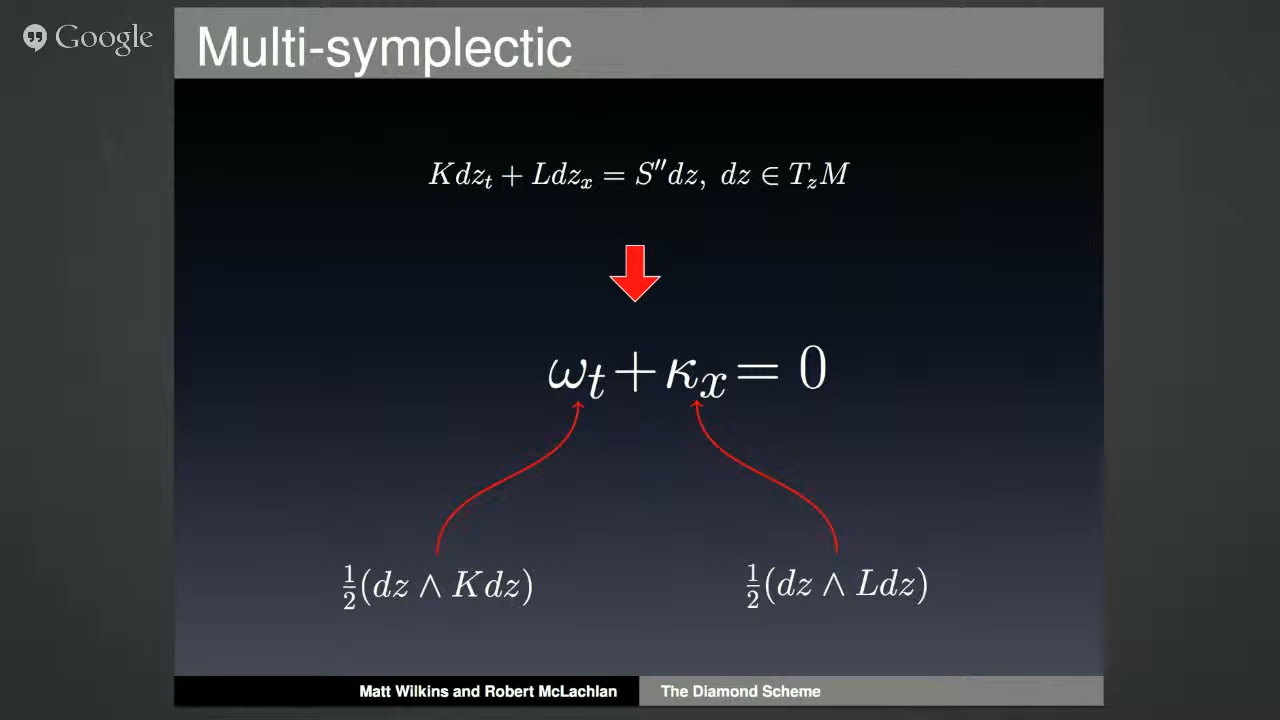 Google
Multi-symplectic
Kdz_t + Ldz_x = S''dz, dz ∈ T_zM
ω_t + κ_x = 0
½(dz ∧ Kdz) ½(dz ∧ Ldz)
Matt Wilkins and Robert McLachlan The Diamond Scheme